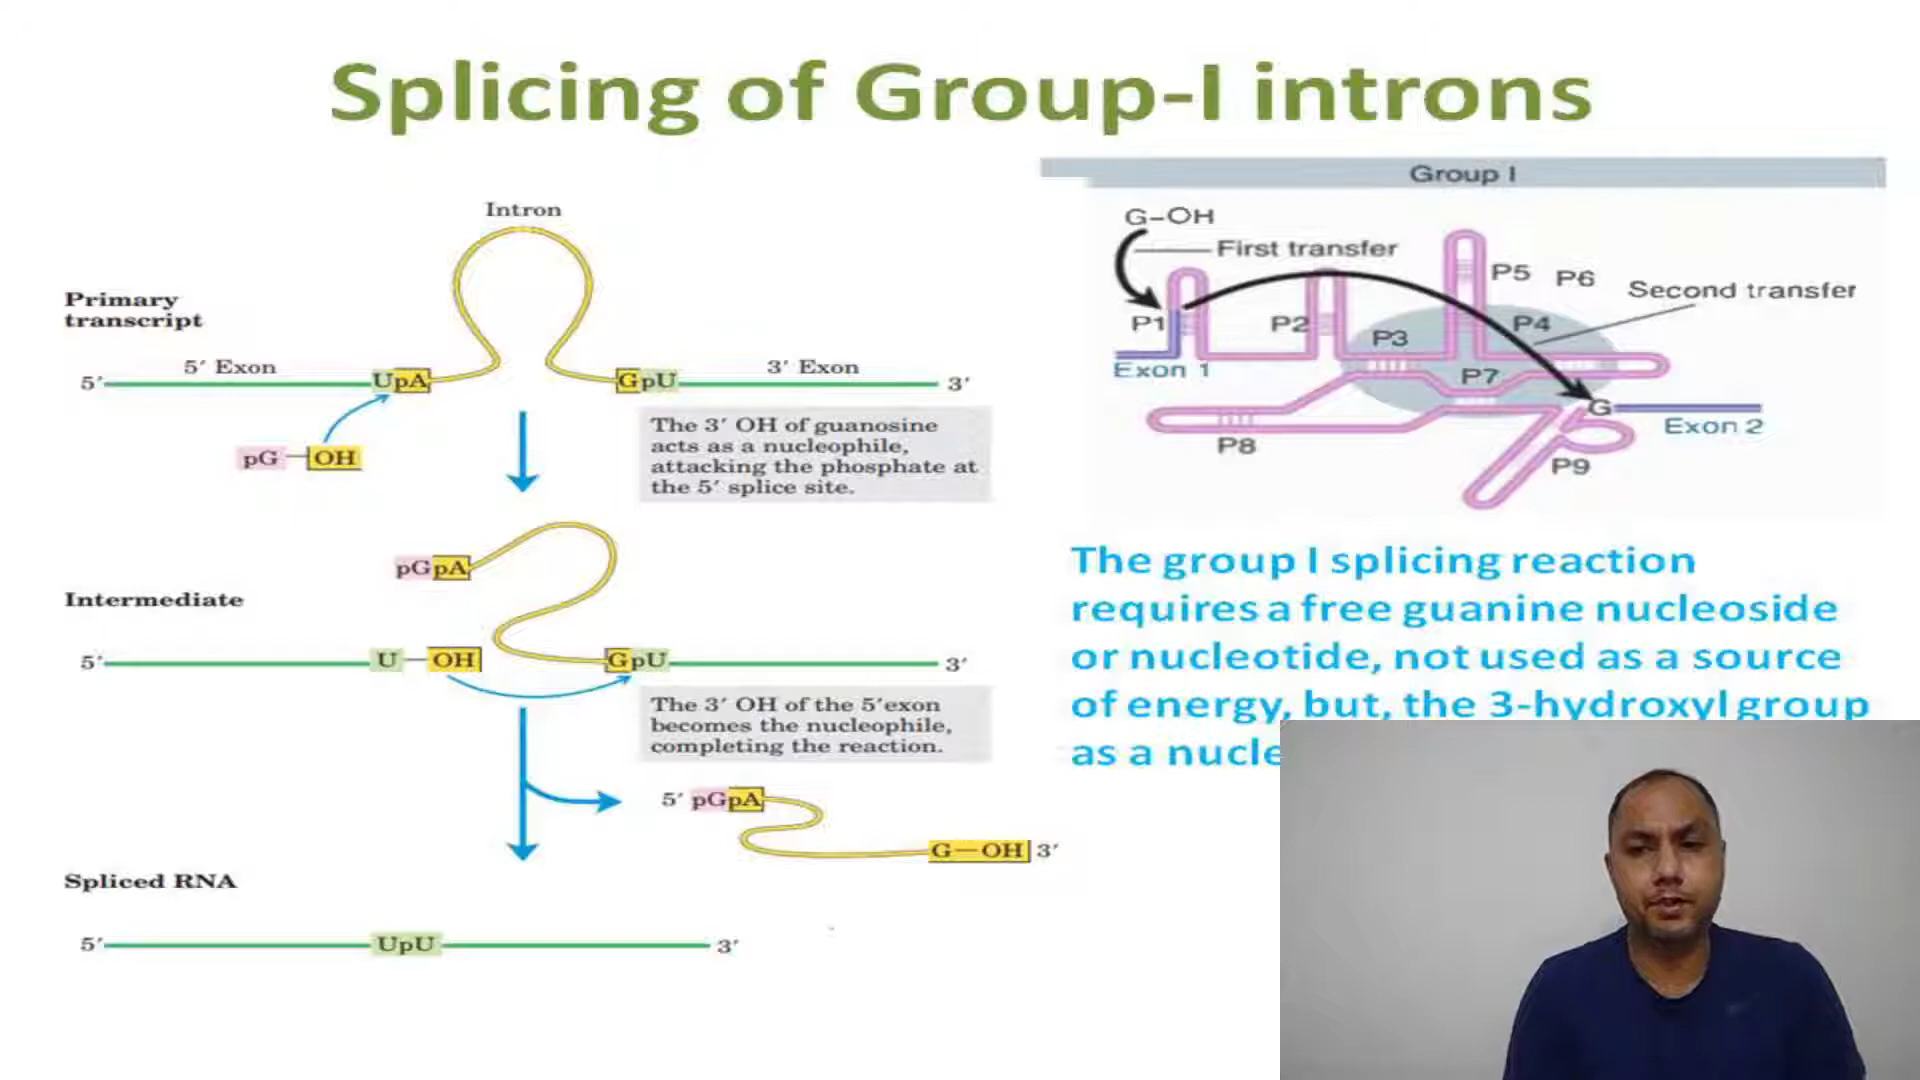 Splicing of Group-I introns
Intron
Primary
transcript
5′ Exon
3′ Exon
5′
UpA
GpU
3′
pG
OH
The 3′ OH of guanosine
acts as a nucleophile,
attacking the phosphate at
the 5′ splice site.
pGpA
Intermediate
5′
U
OH
GpU
3′
The 3′ OH of the 5′exon
becomes the nucleophile,
completing the reaction.
5′ pGpA
G—OH 3′
Spliced RNA
5′
UpU
3′
Group I
G–OH
First transfer
P5
P6
Second transfer
P1
P2
P3
P4
Exon 1
P7
G
Exon 2
P8
P9
The group I splicing reaction
requires a free guanine nucleoside
or nucleotide, not used as a source
of energy, but, the 3-hydroxyl group
as a